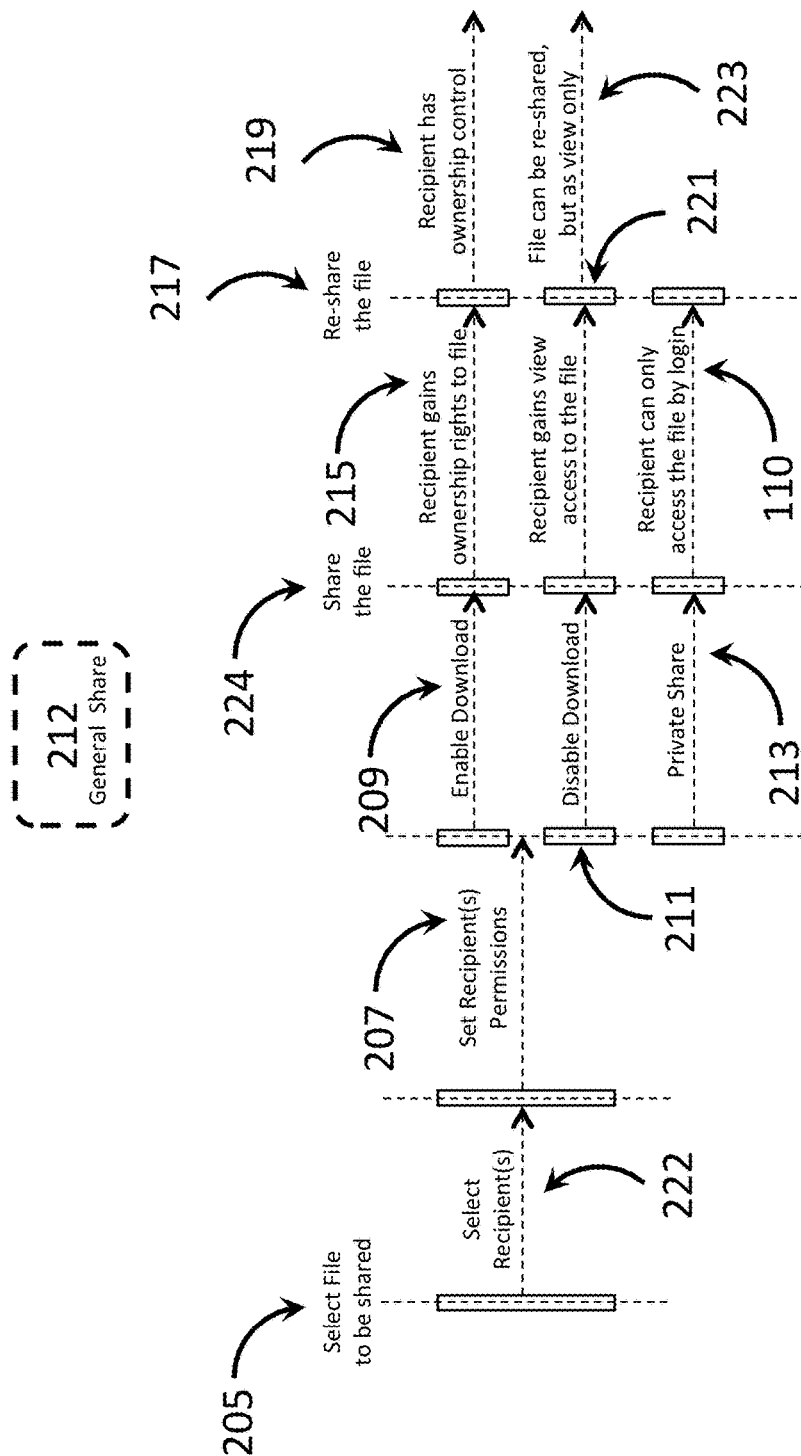 212
General Share
205
Select File
to be shared
Select
Recipient(s)
222
207
Set Recipient(s)
Permissions
209
Enable Download
211
Disable Download
Private Share
213
224
Share
the file
215
Recipient gains
ownership rights to file
Recipient gains view
access to the file
Recipient can only
access the file by login
110
217
Re-share
the file
219
Recipient has
ownership control
221
File can be re-shared,
but as view only
223